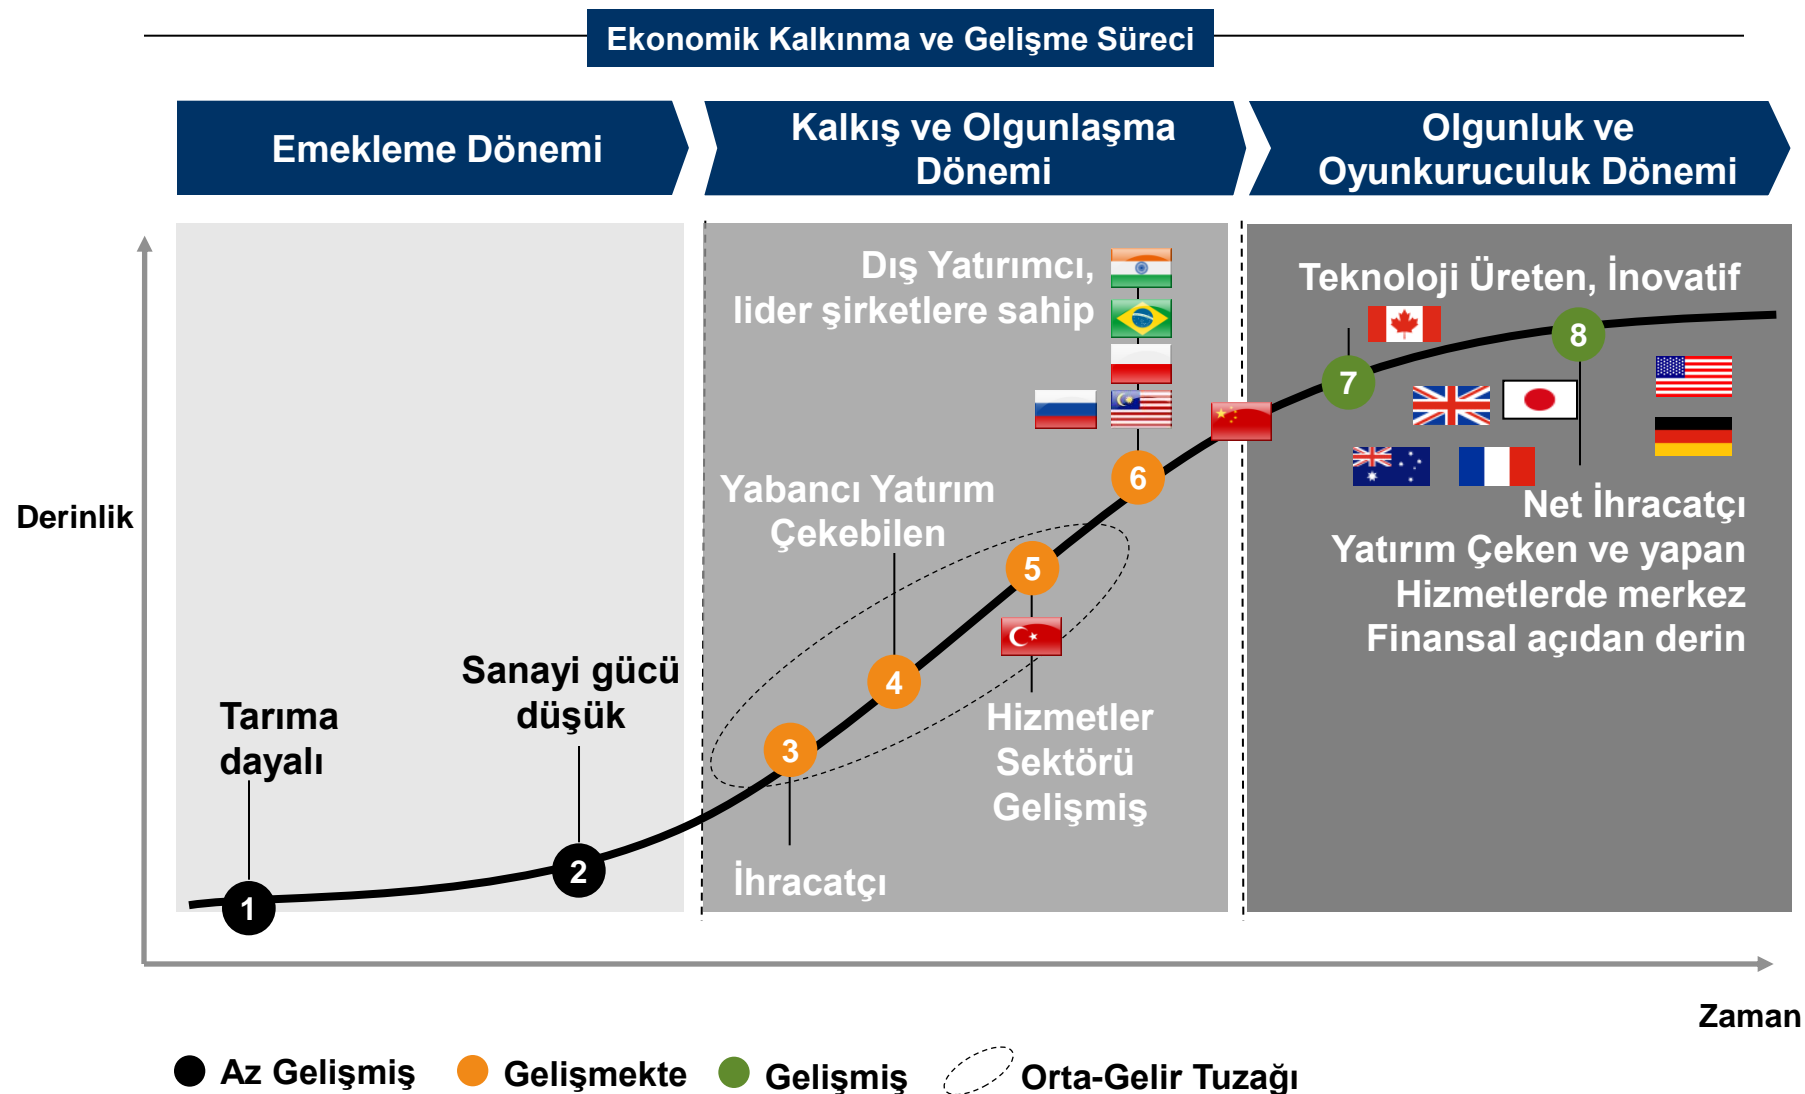 Ekonomik Kalkınma ve Gelişme Süreci
Emekleme Dönemi
Kalkış ve Olgunlaşma
Dönemi
Olgunluk ve
Oyunkuruculuk Dönemi
Derinlik
Tarıma
dayalı
1
Sanayi gücü
düşük
2
Dış Yatırımcı,
lider şirketlere sahip
6
Yabancı Yatırım
Çekebilen
5
4
3
Hizmetler
Sektörü
Gelişmiş
İhracatçı
Teknoloji Üreten, İnovatif
7
8
Net İhracatçı
Yatırım Çeken ve yapan
Hizmetlerde merkez
Finansal açıdan derin
Zaman
Az Gelişmiş
Gelişmekte
Gelişmiş
Orta-Gelir Tuzağı